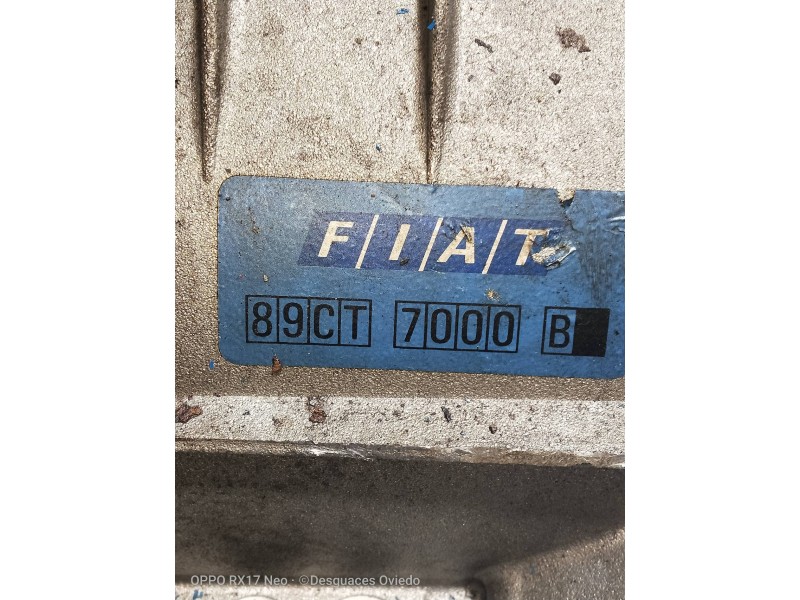 F/I/A/T
89CT 7000 B
OPPO RX17 Neo · ©Desguaces Oviedo